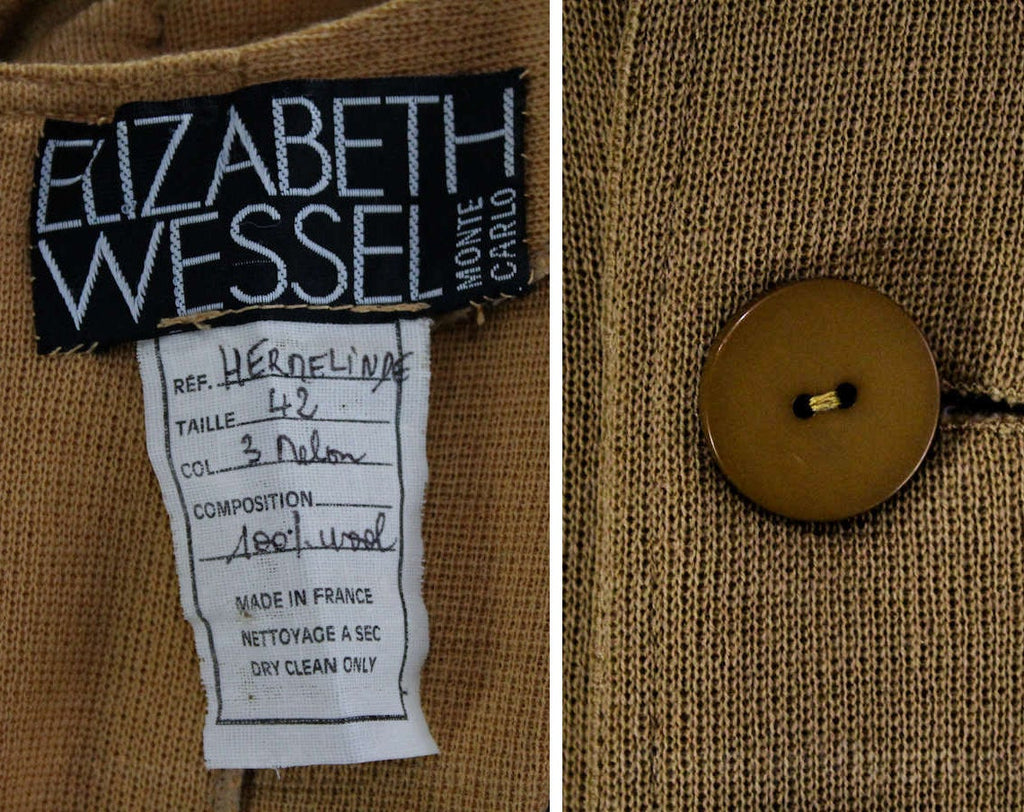 ELIZABETH
WESSEL
MONTE
CARLO
RÉF. HERMELINDE
TAILLE 42
COL. 3 Melon
COMPOSITION
100% wool
MADE IN FRANCE
NETTOYAGE A SEC
DRY CLEAN ONLY